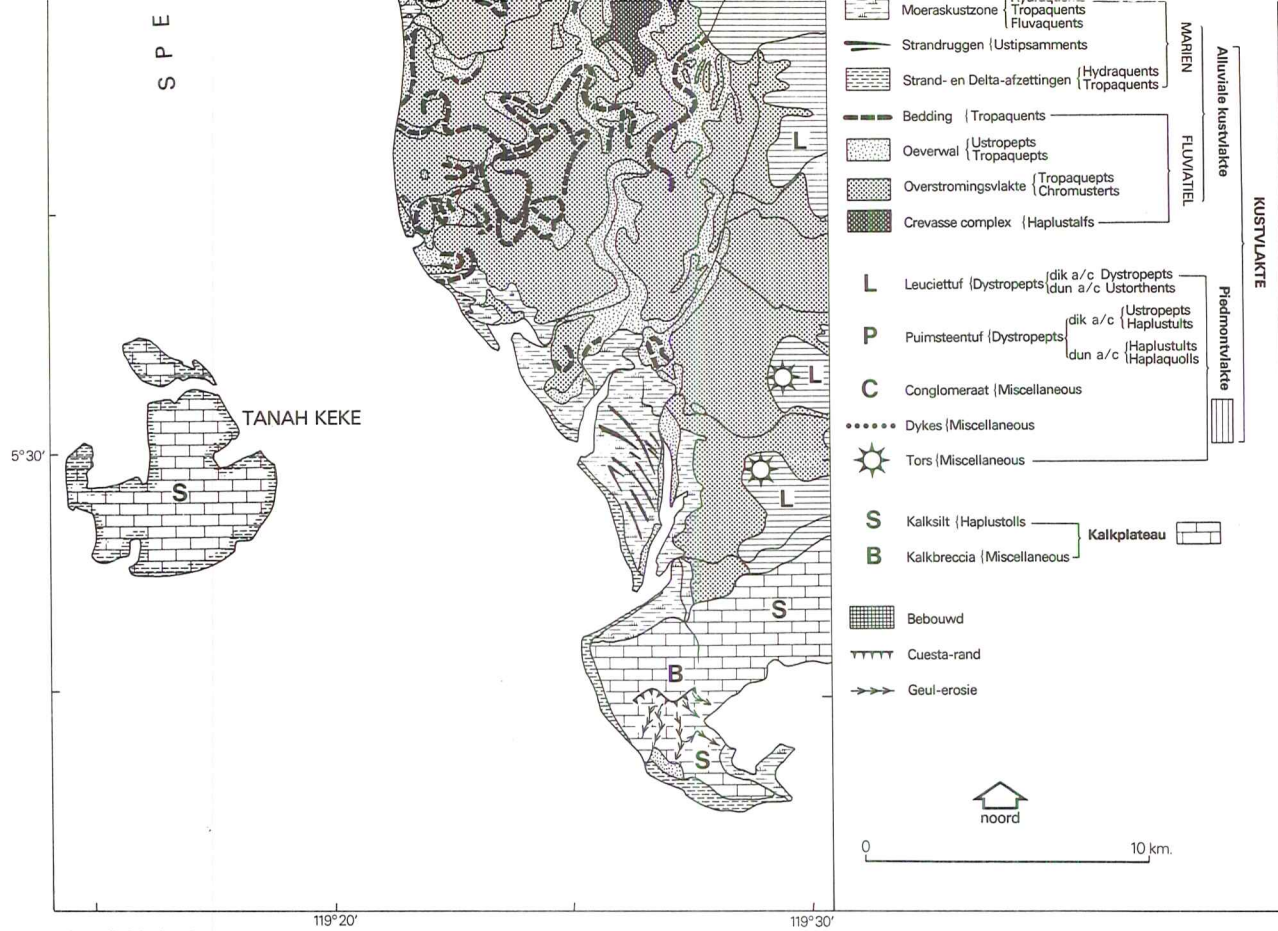 S P E
Hydraquents
Moeraskustzone Tropaquents
Fluvaquents
Strandruggen Ustipsamments
Strand- en Delta-afzettingen Hydraquents
Tropaquents
MARIEN
Bedding Tropaquents
Oeverwal Ustropepts
Tropaquepts
Overstromingsvlakte Tropaquepts
Chromusterts
Crevasse complex Haplustalfs
FLUVIATIEL
Alluviale kustvlakte
L Leuciettuf Dystropepts dik a/c Dystropepts
dun a/c Ustorthents
P Puimsteentuf Dystropepts dik a/c Ustropepts
Haplustults
dun a/c Haplustults
Haplaquolls
C Conglomeraat Miscellaneous
Dykes Miscellaneous
Tors Miscellaneous
Piedmontvlakte
KUSTVLAKTE
S Kalksilt Haplustolls
B Kalkbreccia Miscellaneous
Kalkplateau
Bebouwd
Cuesta-rand
Geul-erosie
noord
0 10 km.
L
L
L
TANAH KEKE
S
S
B
S
5°30'
119°20'
119°30'